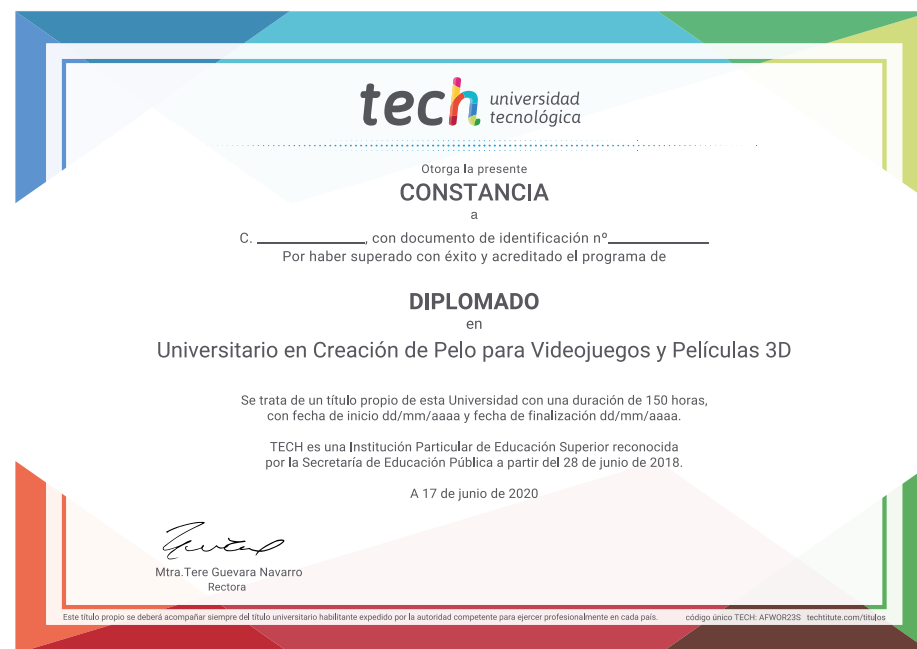 tech universidad
tecnológica
Otorga la presente
CONSTANCIA
a
C. ____________, con documento de identificación nº____________
Por haber superado con éxito y acreditado el programa de
DIPLOMADO
en
Universitario en Creación de Pelo para Videojuegos y Películas 3D
Se trata de un título propio de esta Universidad con una duración de 150 horas,
con fecha de inicio dd/mm/aaaa y fecha de finalización dd/mm/aaaa.
TECH es una Institución Particular de Educación Superior reconocida
por la Secretaría de Educación Pública a partir del 28 de junio de 2018.
A 17 de junio de 2020
Mtra.Tere Guevara Navarro
Rectora
Este título propio se deberá acompañar siempre del título universitario habilitante expedido por la autoridad competente para ejercer profesionalmente en cada país. código único TECH: AFWOR23S techtitute.com/titulos